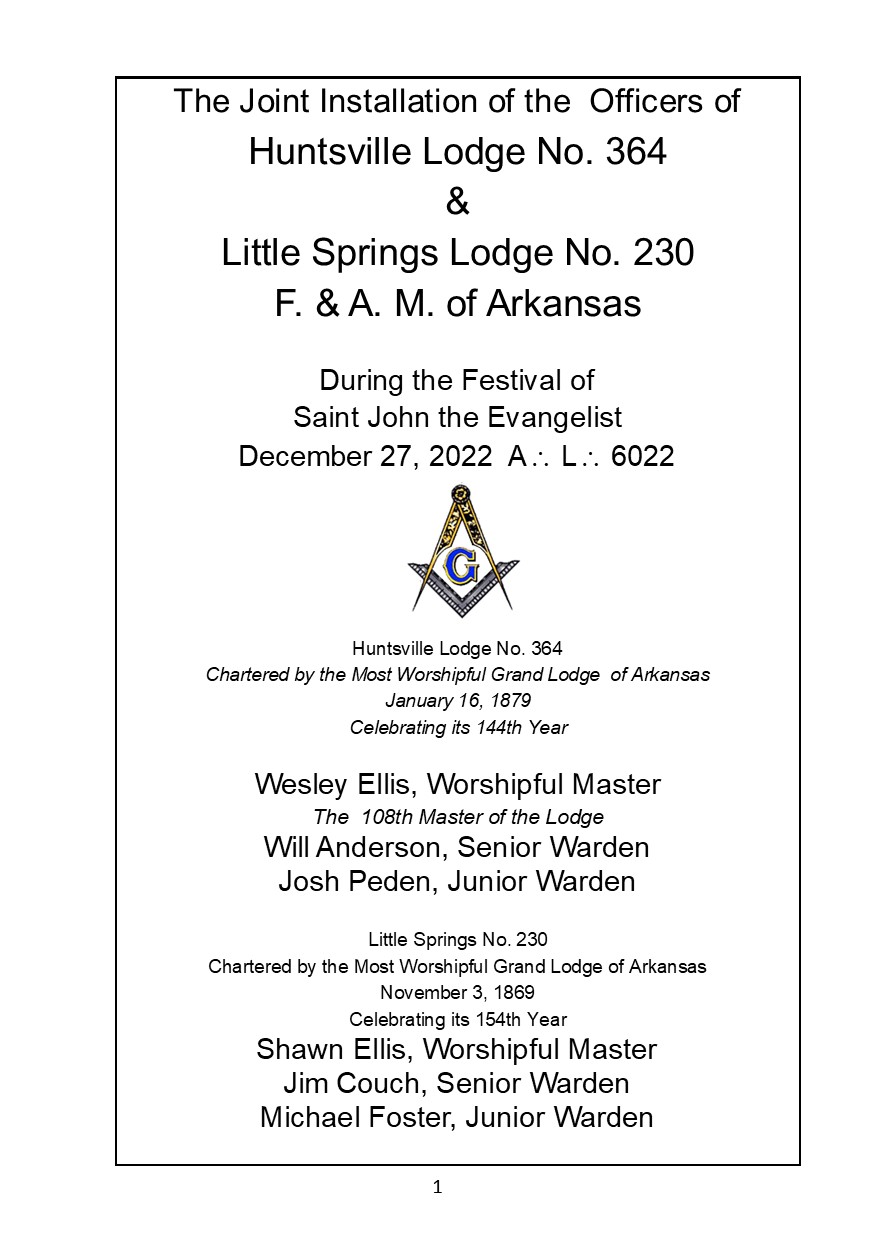 The Joint Installation of the Officers of
Huntsville Lodge No. 364
&
Little Springs Lodge No. 230
F. & A. M. of Arkansas
During the Festival of
Saint John the Evangelist
December 27, 2022 A∴ L∴ 6022
G
Huntsville Lodge No. 364
Chartered by the Most Worshipful Grand Lodge of Arkansas
January 16, 1879
Celebrating its 144th Year
Wesley Ellis, Worshipful Master
The 108th Master of the Lodge
Will Anderson, Senior Warden
Josh Peden, Junior Warden
Little Springs No. 230
Chartered by the Most Worshipful Grand Lodge of Arkansas
November 3, 1869
Celebrating its 154th Year
Shawn Ellis, Worshipful Master
Jim Couch, Senior Warden
Michael Foster, Junior Warden
1